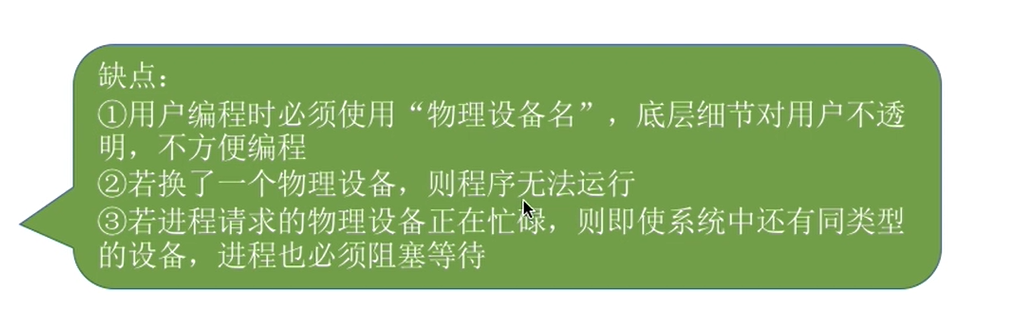 缺点：
①用户编程时必须使用“物理设备名”，底层细节对用户不透
明，不方便编程
②若换了一个物理设备，则程序无法运行
③若进程请求的物理设备正在忙碌，则即使系统中还有同类型
的设备，进程也必须阻塞等待